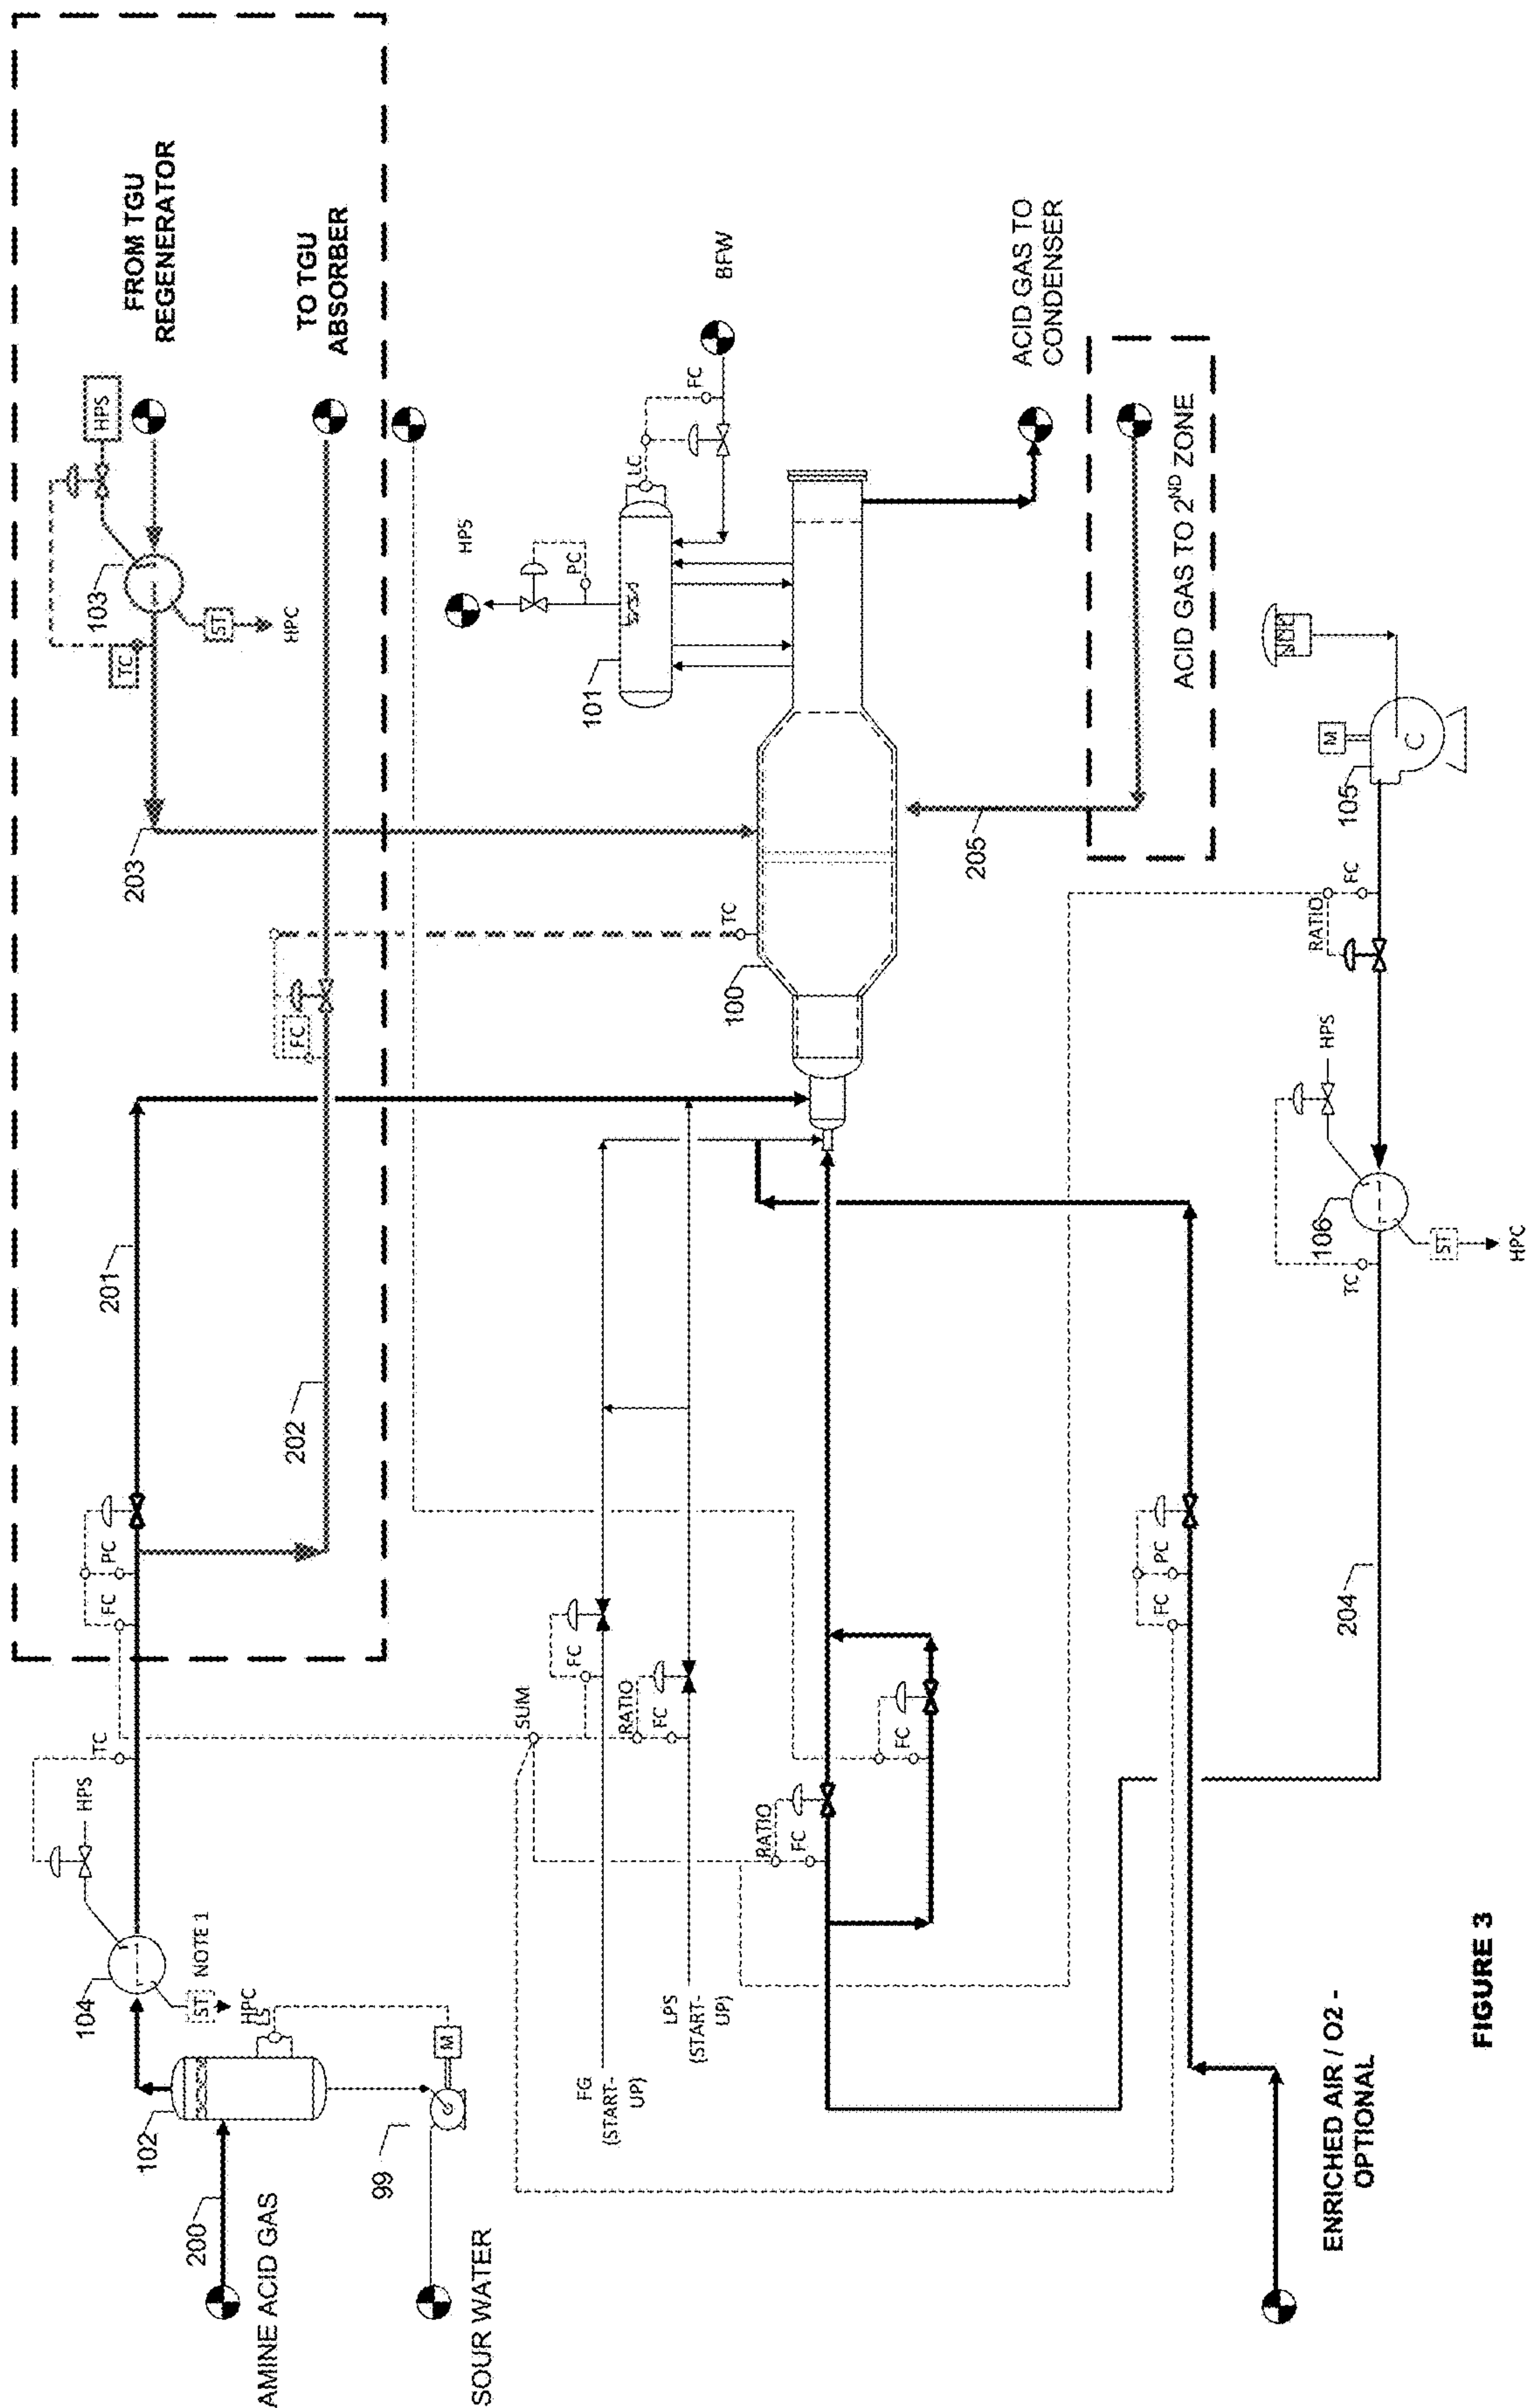 FROM TGU
REGENERATOR
TO TGU
ABSORBER
HPS
103
TC
ST
HPC
203
201
202
FC
PC
FC
TC
HPS
104
ST
NOTE 1
HPC
LS
102
200
AMINE ACID GAS
M
99
SOUR WATER
BFW
FC
LC
HPS
PC
101
TC
100
ACID GAS TO
CONDENSER
ACID GAS TO 2ND ZONE
205
SUM
FC
RATIO
FC
FG
(START-
UP)
LPS
(START-
UP)
RATIO
FC
FC
PC
FC
M
C
105
FC
RATIO
HPS
106
TC
ST
HPC
204
ENRICHED AIR / O2 -
OPTIONAL
FIGURE 3